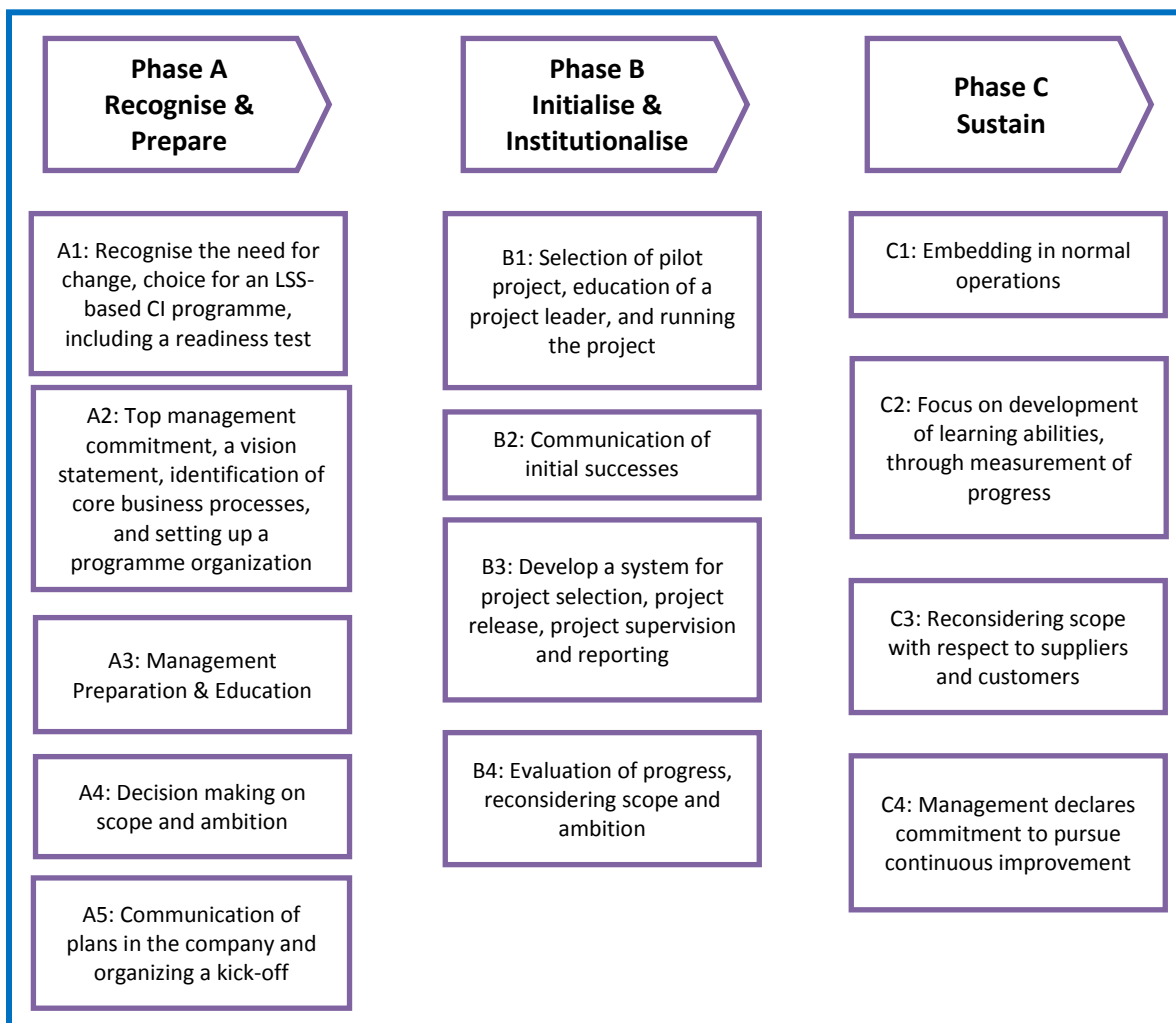 Phase A
Recognise &
Prepare
A1: Recognise the need for
change, choice for an LSS-
based CI programme,
including a readiness test
A2: Top management
commitment, a vision
statement, identification of
core business processes,
and setting up a
programme organization
A3: Management
Preparation & Education
A4: Decision making on
scope and ambition
A5: Communication of
plans in the company and
organizing a kick-off
Phase B
Initialise &
Institutionalise
B1: Selection of pilot
project, education of a
project leader, and running
the project
B2: Communication of
initial successes
B3: Develop a system for
project selection, project
release, project supervision
and reporting
B4: Evaluation of progress,
reconsidering scope and
ambition
Phase C
Sustain
C1: Embedding in normal
operations
C2: Focus on development
of learning abilities,
through measurement of
progress
C3: Reconsidering scope
with respect to suppliers
and customers
C4: Management declares
commitment to pursue
continuous improvement